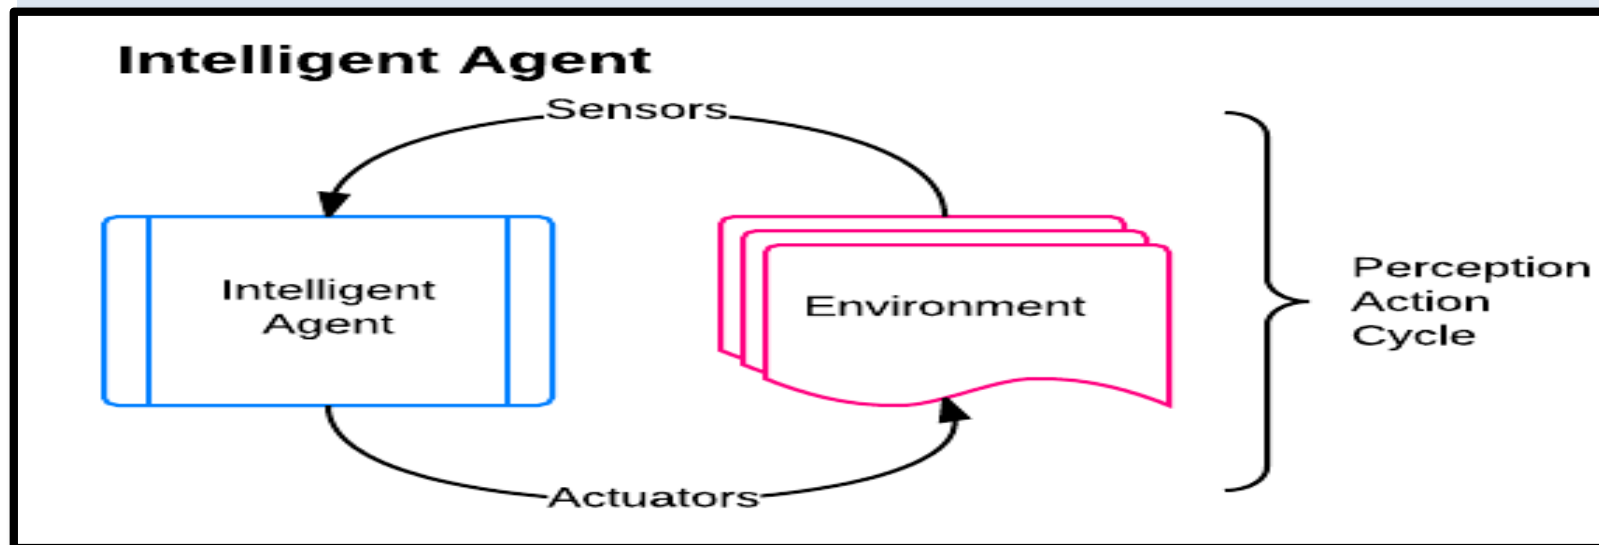 Intelligent Agent
Sensors
Intelligent
Agent
Environment
Perception
Action
Cycle
Actuators